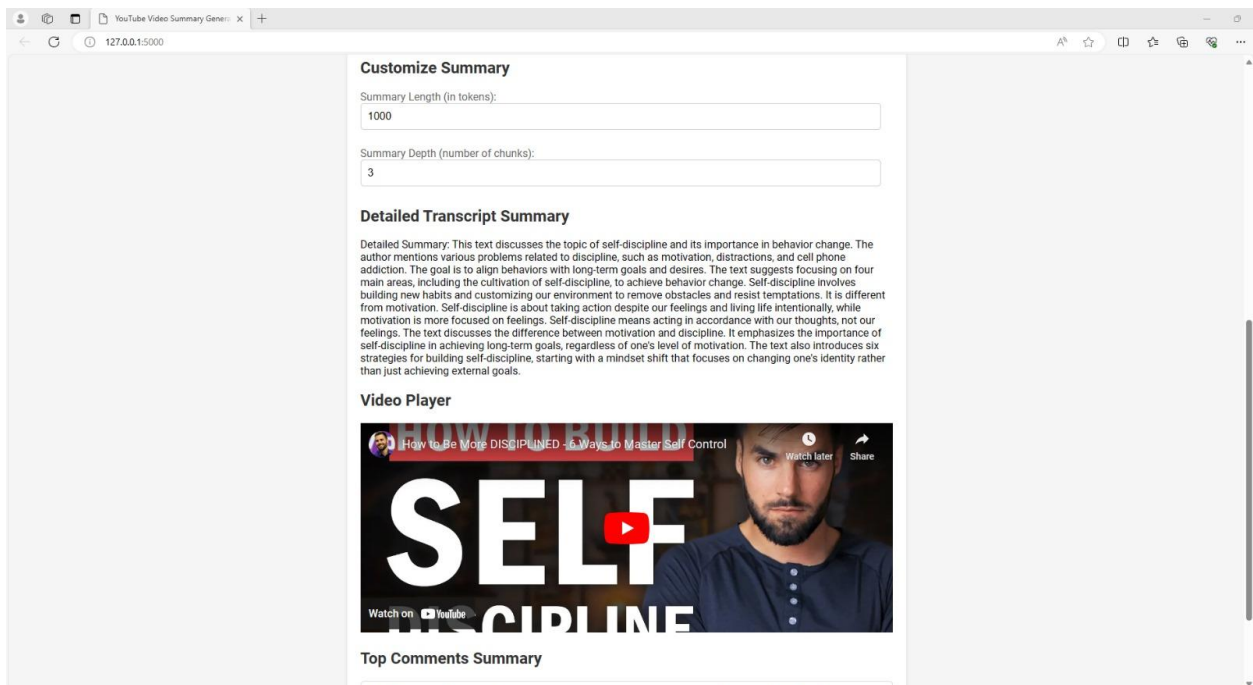 YouTube Video Summary Genera
127.0.0.1:5000
Customize Summary
Summary Length (in tokens):
1000
Summary Depth (number of chunks):
3
Detailed Transcript Summary
Detailed Summary: This text discusses the topic of self-discipline and its importance in behavior change. The
author mentions various problems related to discipline, such as motivation, distractions, and cell phone
addiction. The goal is to align behaviors with long-term goals and desires. The text suggests focusing on four
main areas, including the cultivation of self-discipline, to achieve behavior change. Self-discipline involves
building new habits and customizing our environment to remove obstacles and resist temptations. It is different
from motivation. Self-discipline is about taking action despite our feelings and living life intentionally, while
motivation is more focused on feelings. Self-discipline means acting in accordance with our thoughts, not our
feelings. The text discusses the difference between motivation and discipline. It emphasizes the importance of
self-discipline in achieving long-term goals, regardless of one's level of motivation. The text also introduces six
strategies for building self-discipline, starting with a mindset shift that focuses on changing one's identity rather
than just achieving external goals.
Video Player
HOW TO BUILD
How to Be More DISCIPLINED - 6 Ways to Master Self Control
Watch later
Share
SELF
DISCIPLINE
Watch on YouTube
Top Comments Summary